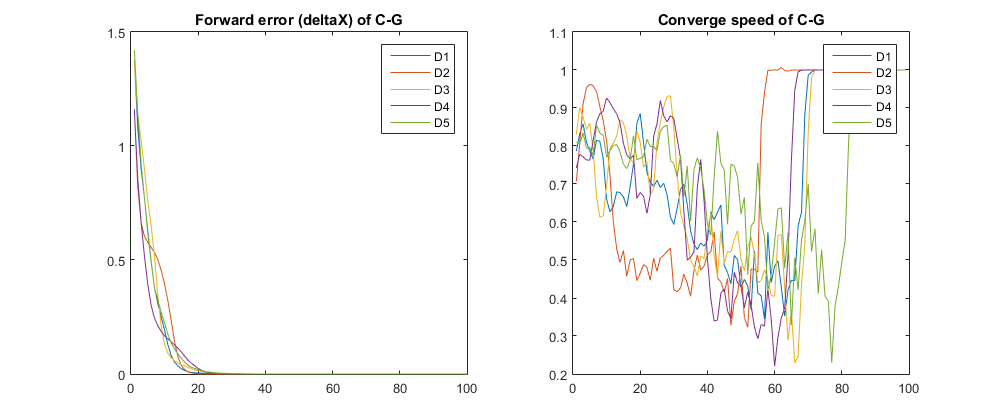 Forward error (deltaX) of C-G
1.5
1
0.5
0
0 20 40 60 80 100
D1
D2
D3
D4
D5
Converge speed of C-G
1.1
1
0.9
0.8
0.7
0.6
0.5
0.4
0.3
0.2
0 20 40 60 80 100
D1
D2
D3
D4
D5